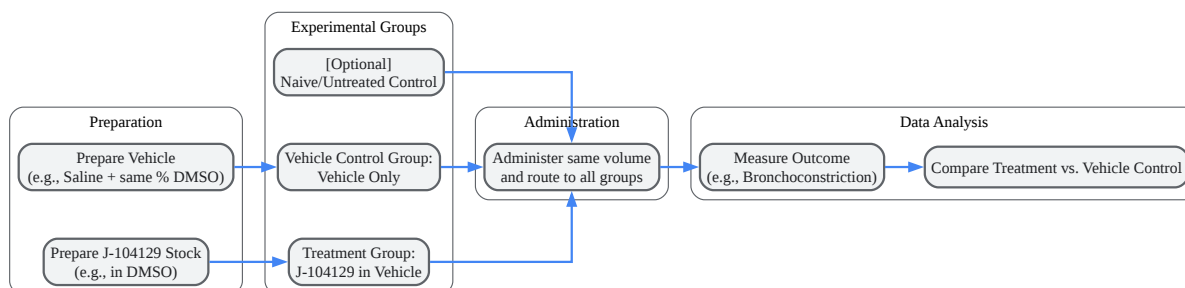 Experimental Groups
[Optional]
Naive/Untreated Control
Preparation
Administration
Data Analysis
Prepare Vehicle
(e.g., Saline + same % DMSO)
Vehicle Control Group:
Vehicle Only
Administer same volume
and route to all groups
Measure Outcome
(e.g., Bronchoconstriction)
Compare Treatment vs. Vehicle Control
Prepare J-104129 Stock
(e.g., in DMSO)
Treatment Group:
J-104129 in Vehicle